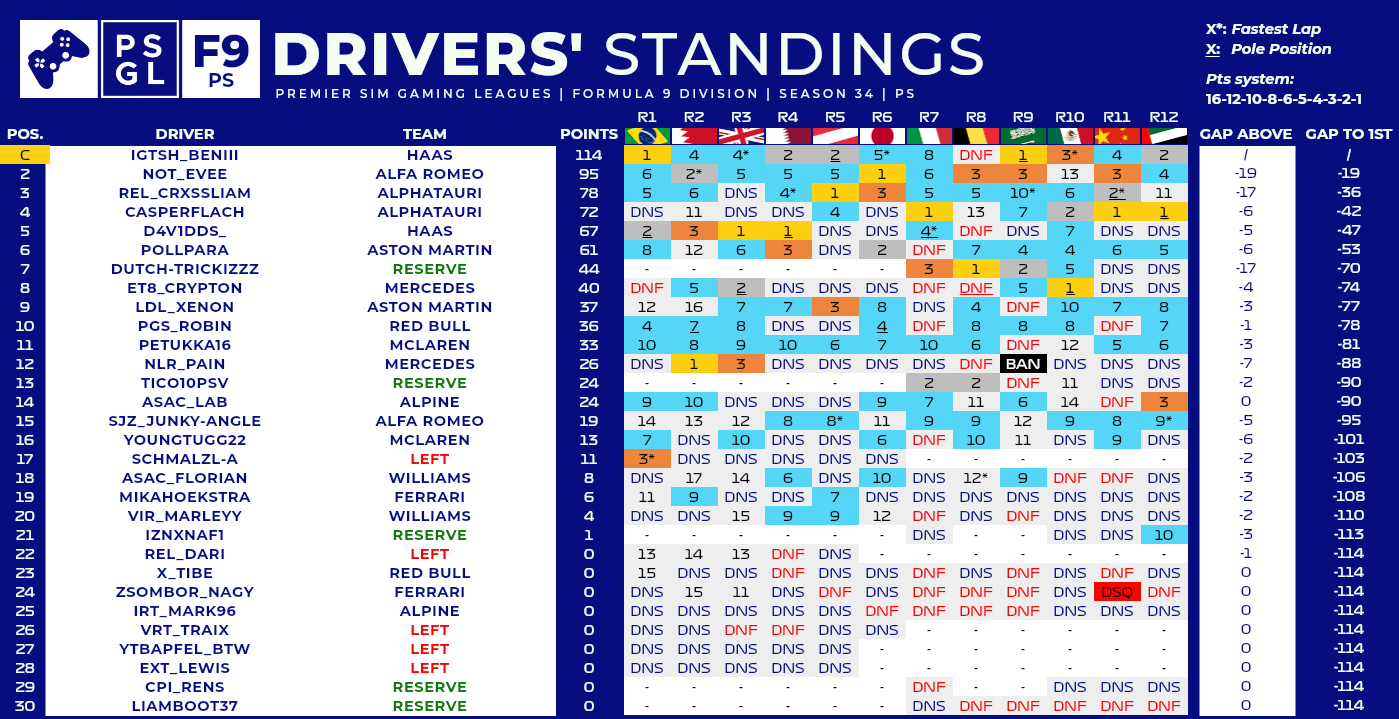 PS
GL
F9
PS
DRIVERS' STANDINGS
PREMIER SIM GAMING LEAGUES | FORMULA 9 DIVISION | SEASON 34 | PS
X*: Fastest Lap
X: Pole Position
Pts system:
16-12-10-8-6-5-4-3-2-1
R1 R2 R3 R4 R5 R6 R7 R8 R9 R10 R11 R12
POS. DRIVER TEAM POINTS GAP ABOVE GAP TO 1ST
C IGTSH_BENIII HAAS 114 1 4 4* 2 2 5* 8 DNF 1 3* 4 2 / /
2 NOT_EVEE ALFA ROMEO 95 6 2* 5 5 5 1 6 3 3 13 3 4 -19 -19
3 REL_CRXSSLIAM ALPHATAURI 78 5 6 DNS 4* 1 3 5 5 10* 6 2* 11 -17 -36
4 CASPERFLACH ALPHATAURI 72 DNS 11 DNS DNS 4 DNS 1 13 7 2 1 1 -6 -42
5 D4V1DDS_ HAAS 67 2 3 1 1 DNS DNS 4* DNF DNS 7 DNS DNS -5 -47
6 POLLPARA ASTON MARTIN 61 8 12 6 3 DNS 2 DNF 7 4 4 6 5 -6 -53
7 DUTCH-TRICKIZZZ RESERVE 44 - - - - - - 3 1 2 5 DNS DNS -17 -70
8 ET8_CRYPTON MERCEDES 40 DNF 5 2 DNS DNS DNS DNF DNF 5 1 DNS DNS -4 -74
9 LDL_XENON ASTON MARTIN 37 12 16 7 7 3 8 DNS 4 DNF 10 7 8 -3 -77
10 PGS_ROBIN RED BULL 36 4 7 8 DNS DNS 4 DNF 8 8 8 DNF 7 -1 -78
11 PETUKKA16 MCLAREN 33 10 8 9 10 6 7 10 6 DNF 12 5 6 -3 -81
12 NLR_PAIN MERCEDES 26 DNS 1 3 DNS DNS DNS DNS DNF BAN DNS DNS DNS -7 -88
13 TICO10PSV RESERVE 24 - - - - - - 2 2 DNF 11 DNS DNS -2 -90
14 ASAC_LAB ALPINE 24 9 10 DNS DNS DNS 9 7 11 6 14 DNF 3 0 -90
15 SJZ_JUNKY-ANGLE ALFA ROMEO 19 14 13 12 8 8* 11 9 9 12 9 8 9* -5 -95
16 YOUNGTUGG22 MCLAREN 13 7 DNS 10 DNS DNS 6 DNF 10 11 DNS 9 DNS -6 -101
17 SCHMALZL-A LEFT 11 3* DNS DNS DNS DNS DNS - - - - - - -2 -103
18 ASAC_FLORIAN WILLIAMS 8 DNS 17 14 6 DNS 10 DNS 12* 9 DNF DNF DNS -3 -106
19 MIKAHOEKSTRA FERRARI 6 11 9 DNS DNS 7 DNS DNS DNS DNS DNS DNS DNS -2 -108
20 VIR_MARLEYY WILLIAMS 4 DNS DNS 15 9 9 12 DNF DNS DNF DNS DNS DNS -2 -110
21 IZNXNAF1 RESERVE 1 - - - - - - DNS - - DNS DNS 10 -3 -113
22 REL_DARI LEFT 0 13 14 13 DNF DNS - - - - - - - -1 -114
23 X_TIBE RED BULL 0 15 DNS DNS DNF DNS DNS DNF DNS DNF DNS DNF DNS 0 -114
24 ZSOMBOR_NAGY FERRARI 0 DNS 15 11 DNS DNF DNS DNF DNF DNF DNS DSQ DNF 0 -114
25 IRT_MARK96 ALPINE 0 DNS DNS DNS DNS DNS DNF DNF DNF DNF DNS DNS DNS 0 -114
26 VRT_TRAIX LEFT 0 DNS DNS DNF DNF DNS DNS - - - - - - 0 -114
27 YTBAPFEL_BTW LEFT 0 DNS DNS DNS DNS DNS - - - - - - - 0 -114
28 EXT_LEWIS LEFT 0 DNS DNS DNS DNS DNS - - - - - - - 0 -114
29 CPI_RENS RESERVE 0 - - - - - - DNF - - DNS DNS DNS 0 -114
30 LIAMBOOT37 RESERVE 0 - - - - - - DNS DNF DNF DNF DNF DNF 0 -114